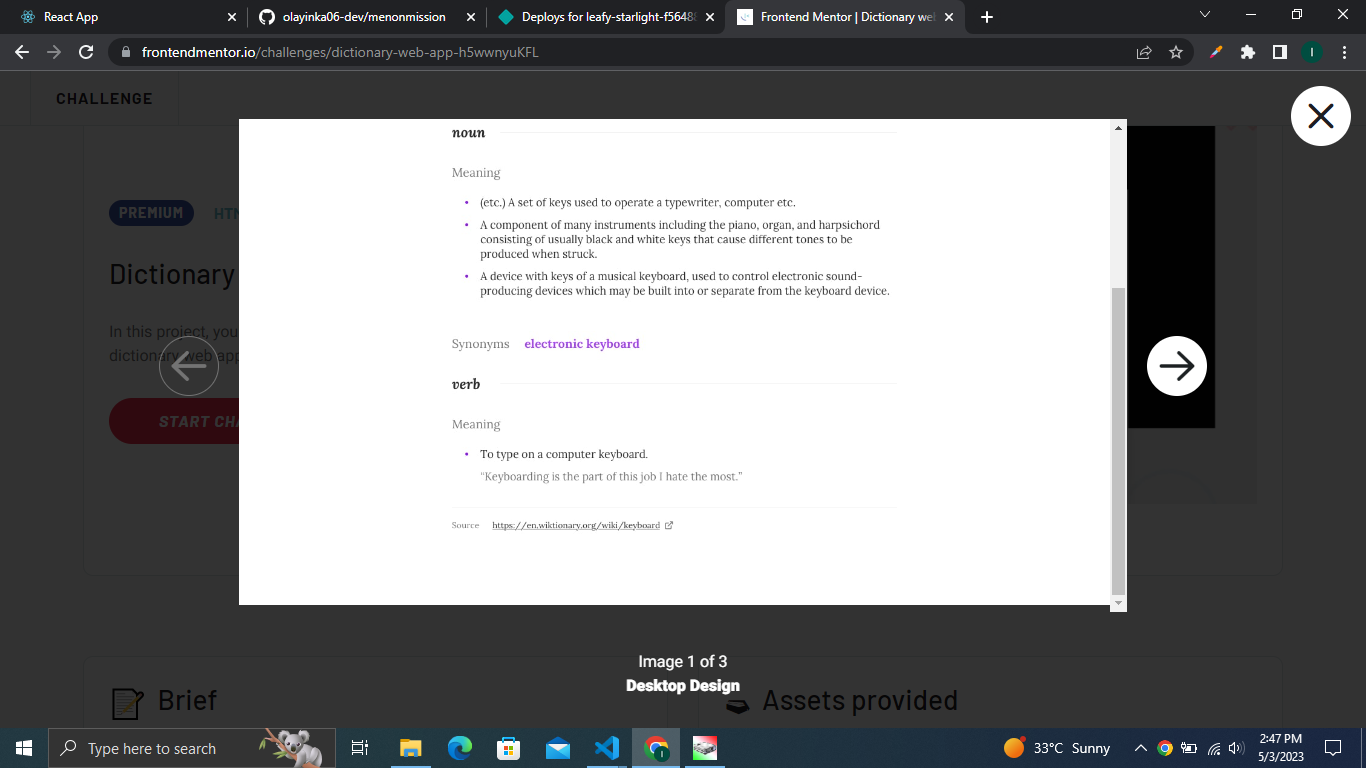 React App
olayinka06-dev/menonmission
Deploys for leafy-starlight-f5648
Frontend Mentor | Dictionary we
frontendmentor.io/challenges/dictionary-web-app-h5wwnyuKFL
I
CHALLENGE
noun
Meaning
(etc.) A set of keys used to operate a typewriter, computer etc.
PREMIUM
HTM
A component of many instruments including the piano, organ, and harpsichord
consisting of usually black and white keys that cause different tones to be
produced when struck.
Dictionary
A device with keys of a musical keyboard, used to control electronic sound-
producing devices which may be built into or separate from the keyboard device.
In this project, you
dictionary web app
Synonyms electronic keyboard
verb
START CHA
Meaning
To type on a computer keyboard.
“Keyboarding is the part of this job I hate the most.”
Source https://en.wiktionary.org/wiki/keyboard
Image 1 of 3
Desktop Design
Brief
Assets provided
Type here to search
33°C Sunny
2:47 PM
5/3/2023